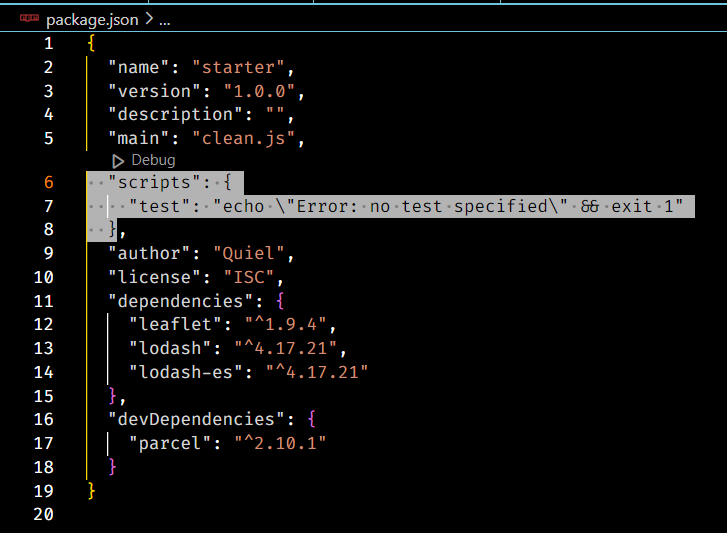 package.json > ...
1 {
2 "name": "starter",
3 "version": "1.0.0",
4 "description": "",
5 "main": "clean.js",
Debug
6 "scripts": {
7 "test": "echo \"Error: no test specified\" && exit 1"
8 },
9 "author": "Quiel",
10 "license": "ISC",
11 "dependencies": {
12 "leaflet": "^1.9.4",
13 "lodash": "^4.17.21",
14 "lodash-es": "^4.17.21"
15 },
16 "devDependencies": {
17 "parcel": "^2.10.1"
18 }
19 }
20